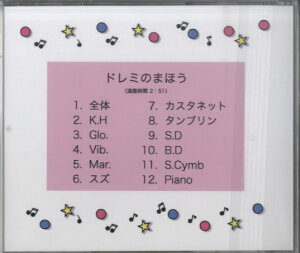 ドレミのまほう
(演奏時間 2:51)
1. 全体
2. K.H
3. Glo.
4. Vib.
5. Mar.
6. スズ
7. カスタネット
8. タンブリン
9. S.D
10. B.D
11. S.Cymb
12. Piano